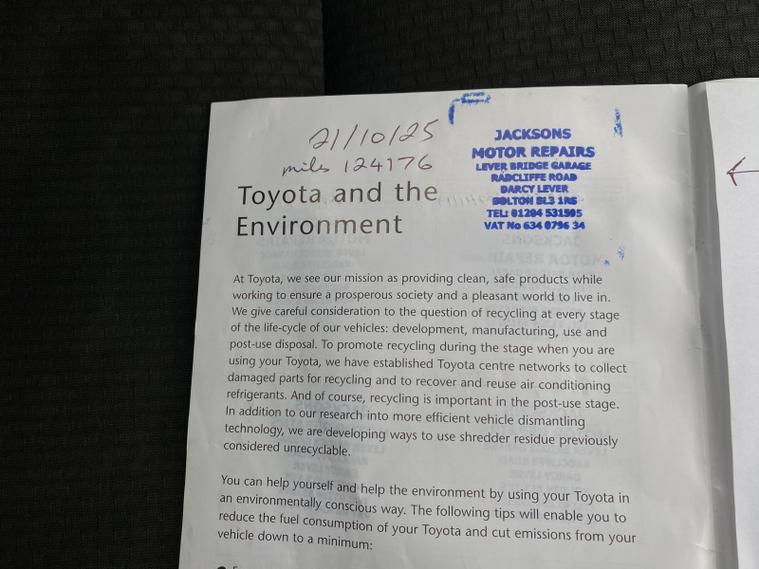 21/10/25
miles 124176
JACKSONS
MOTOR REPAIRS
LEVER BRIDGE GARAGE
RADCLIFFE ROAD
DARCY LEVER
BOLTON BL3 1RS
TEL: 01204 531595
VAT No 634 0796 34
Toyota and the
Environment
At Toyota, we see our mission as providing clean, safe products while
working to ensure a prosperous society and a pleasant world to live in.
We give careful consideration to the question of recycling at every stage
of the life-cycle of our vehicles: development, manufacturing, use and
post-use disposal. To promote recycling during the stage when you are
using your Toyota, we have established Toyota centre networks to collect
damaged parts for recycling and to recover and reuse air conditioning
refrigerants. And of course, recycling is important in the post-use stage.
In addition to our research into more efficient vehicle dismantling
technology, we are developing ways to use shredder residue previously
considered unrecyclable.
You can help yourself and help the environment by using your Toyota in
an environmentally conscious way. The following tips will enable you to
reduce the fuel consumption of your Toyota and cut emissions from your
vehicle down to a minimum: